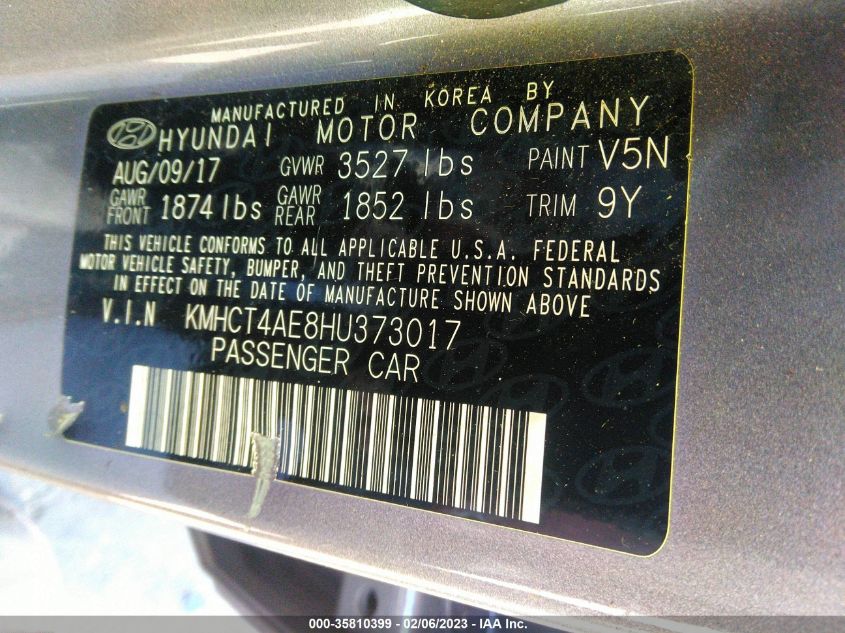 MANUFACTURED IN KOREA BY
HYUNDAI MOTOR COMPANY
AUG/09/17 GVWR 3527 lbs PAINT V5N
GAWR FRONT 1874 lbs GAWR REAR 1852 lbs TRIM 9Y
THIS VEHICLE CONFORMS TO ALL APPLICABLE U.S.A. FEDERAL
MOTOR VEHICLE SAFETY, BUMPER, AND THEFT PREVENTION STANDARDS
IN EFFECT ON THE DATE OF MANUFACTURE SHOWN ABOVE
V.I.N KMHCT4AE8HU373017
PASSENGER CAR
000-35810399 - 02/06/2023 - IAA Inc.